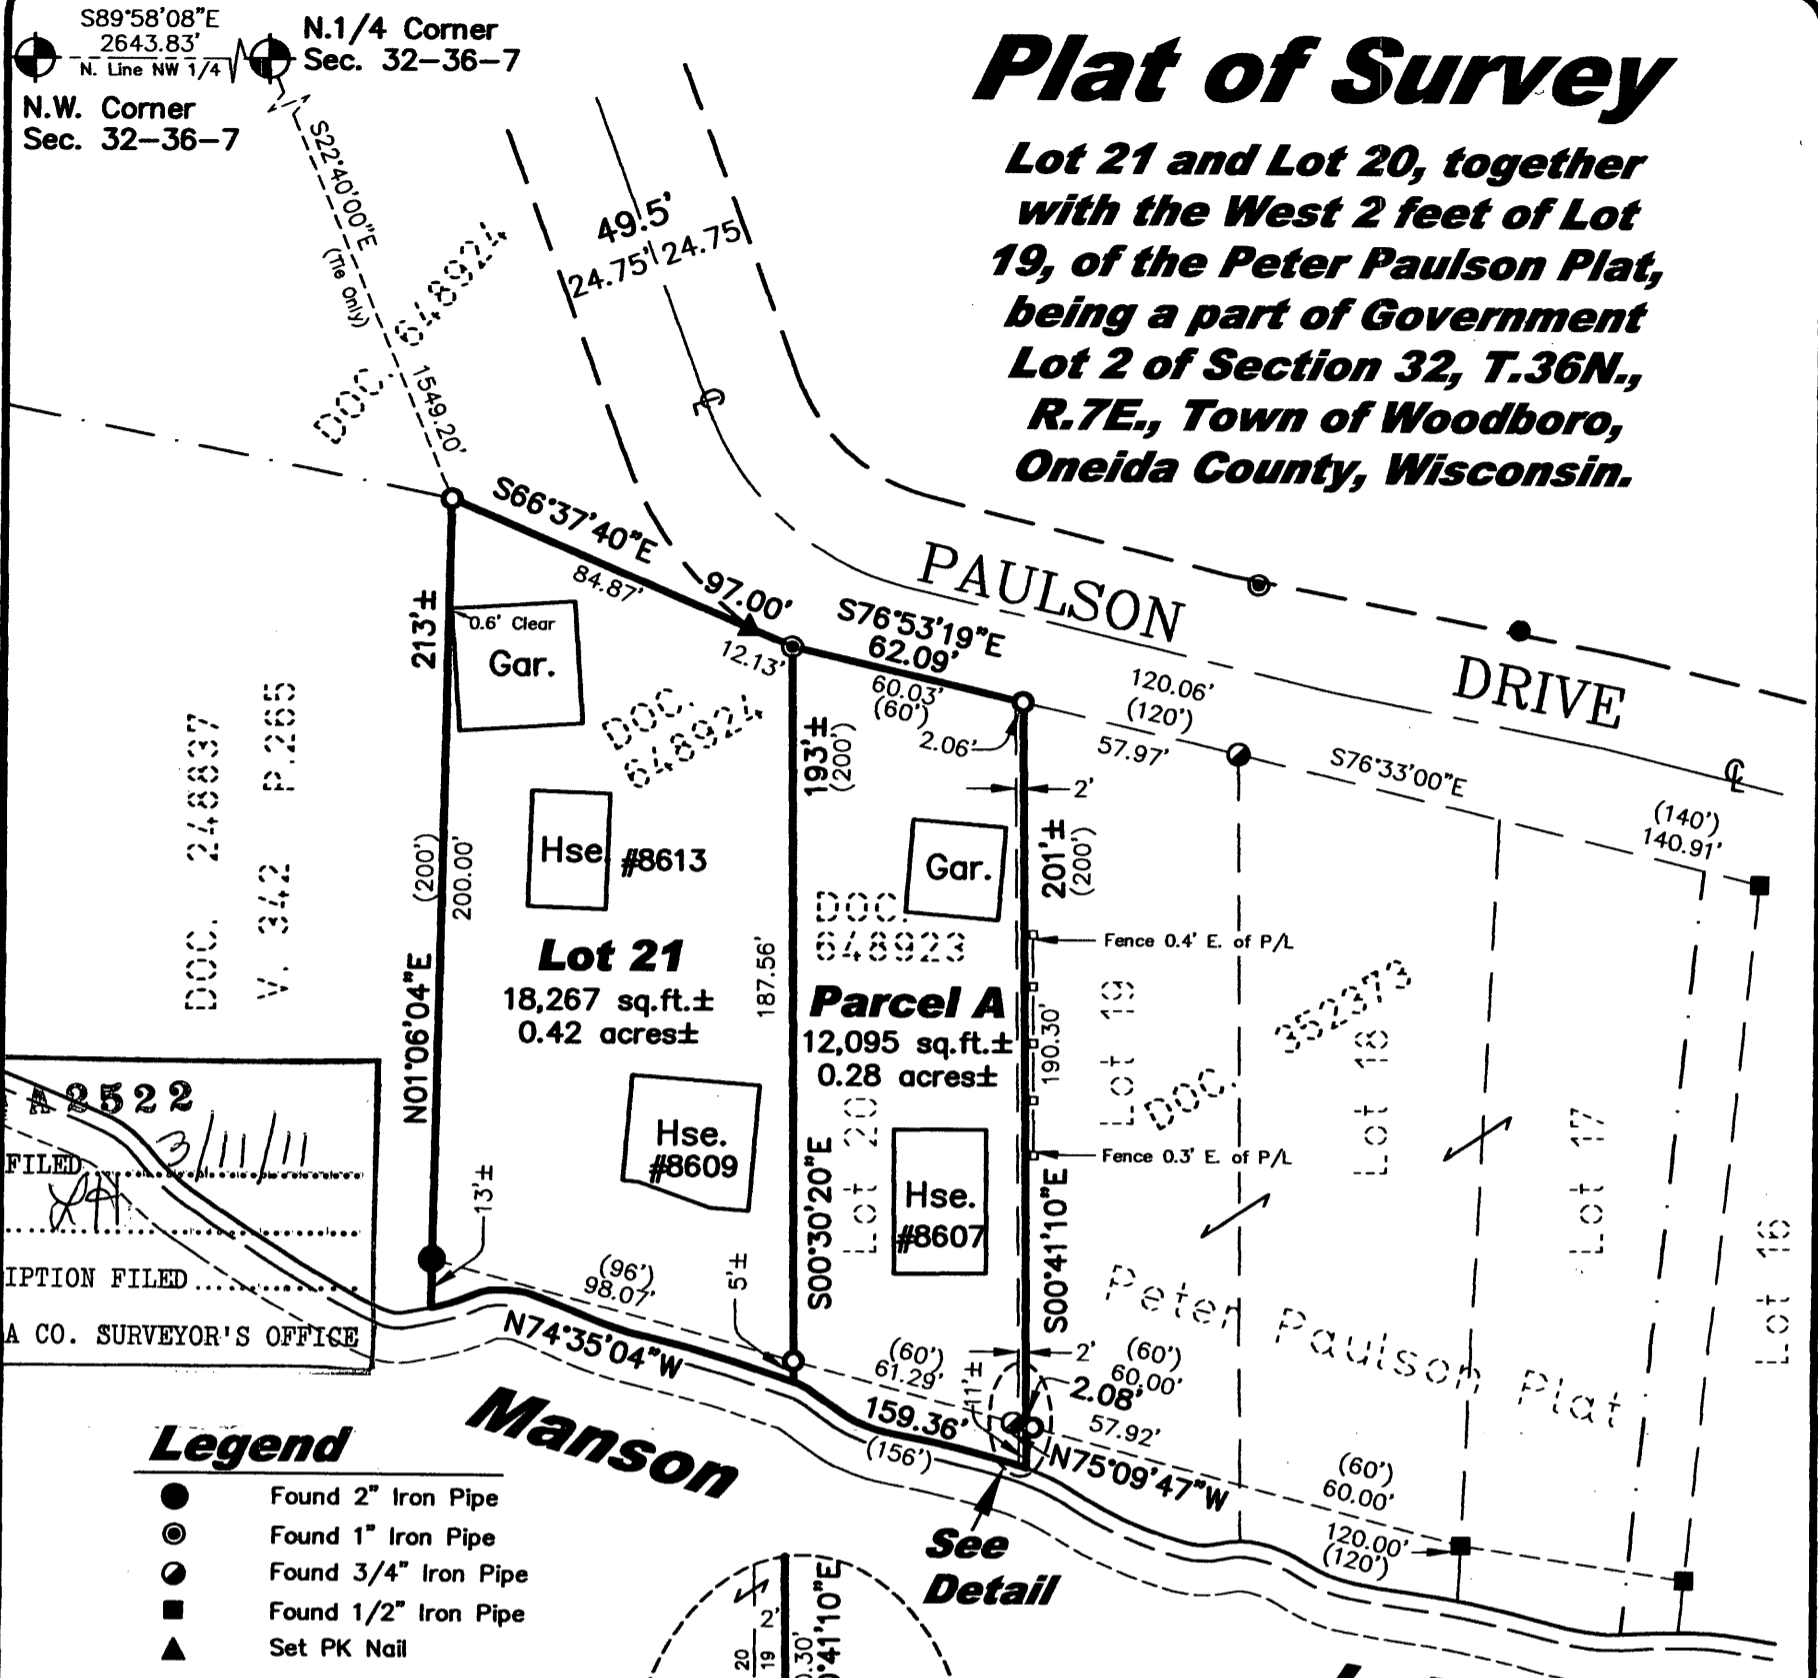 S89°58'08"E
2643.83'
N. Line NW 1/4
N.1/4 Corner
Sec. 32-36-7
N.W. Corner
Sec. 32-36-7
Plat of Survey
Lot 21 and Lot 20, together
with the West 2 feet of Lot
19, of the Peter Paulson Plat,
being a part of Government
Lot 2 of Section 32, T.36N.,
R.7E., Town of Woodboro,
Oneida County, Wisconsin.
S22°40'00"E
(Tie Only)
1549.20'
DOC. 648924
49.5'
24.75' 24.75'
℄
PAULSON
DRIVE
℄
S66°37'40"E
84.87'
97.00'
12.13'
S76°53'19"E
62.09'
60.03'
(60')
2.06'
120.06'
(120')
57.97'
S76°33'00"E
(140')
140.91'
213'±
0.6' Clear
Gar.
DOC.
648924
193'±
(200')
2'
201'±
(200')
DOC. 248837
V. 342 P.265
(200')
200.00'
N01°06'04"E
Hse
#8613
Gar.
DOC.
648923
Fence 0.4' E. of P/L
Lot 21
18,267 sq.ft.±
0.42 acres±
187.56'
Parcel A
12,095 sq.ft.±
0.28 acres±
190.30'
Lot 19
DOC. 352373
Lot 18
Lot 17
Lot 16
Hse.
#8609
S00°30'20"E
Lot 20
Hse.
#8607
Fence 0.3' E. of P/L
S00°41'10"E
A2522
3/11/11
FILED
IPTION FILED
A CO. SURVEYOR'S OFFICE
13'±
(96')
98.07'
5'±
N74°35'04"W
(60')
61.29'
11'±
2'
(60')
60.00'
2.08'
57.92'
159.36'
(156')
N75°09'47"W
Peter Paulson Plat
(60')
60.00'
120.00'
(120')
Manson
See
Detail
Legend
Found 2" Iron Pipe
Found 1" Iron Pipe
Found 3/4" Iron Pipe
Found 1/2" Iron Pipe
Set PK Nail
20
19
2'
0.30'
0°41'10"E